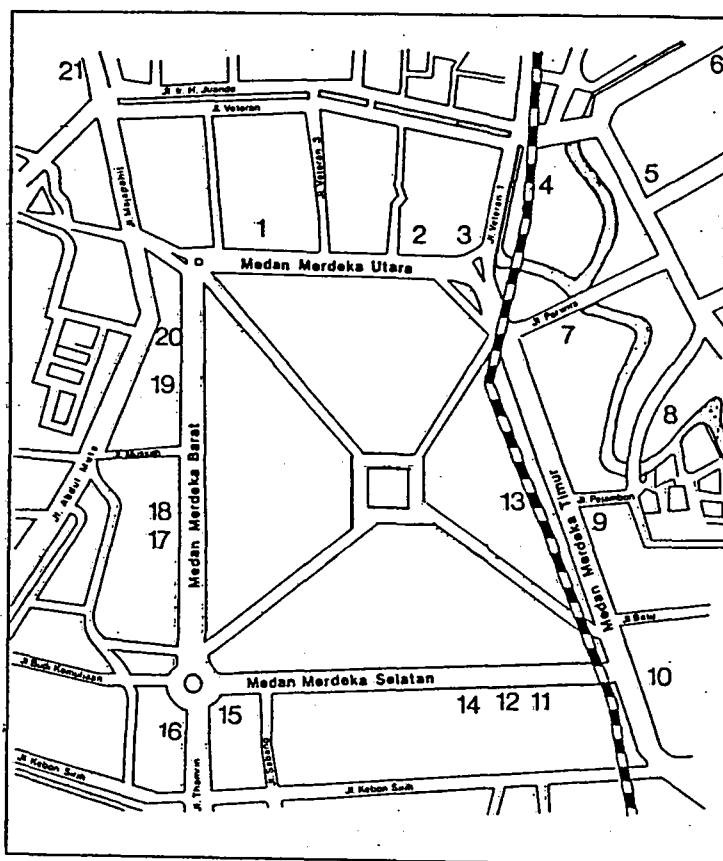 21
6
Jl. Ir. H. Juanda
Jl. Veteran
Jl. Veteran 3
4
5
Jl. Majapahit
1
2
3
Jl. Veteran 1
Medan Merdeka Utara
Jl. Perwira
7
20
19
8
Medan Merdeka Barat
Jl. Museum
Jl. Abdul Muis
18
17
13
Jl. Pejambon
9
Medan Merdeka Timur
Jl. Budi Kemuliaan
Medan Merdeka Selatan
10
14
12
11
16
15
Jl. Sabang
Jl. Kebon Sirih
Jl. Thamrin
Jl. Kebon Sirih